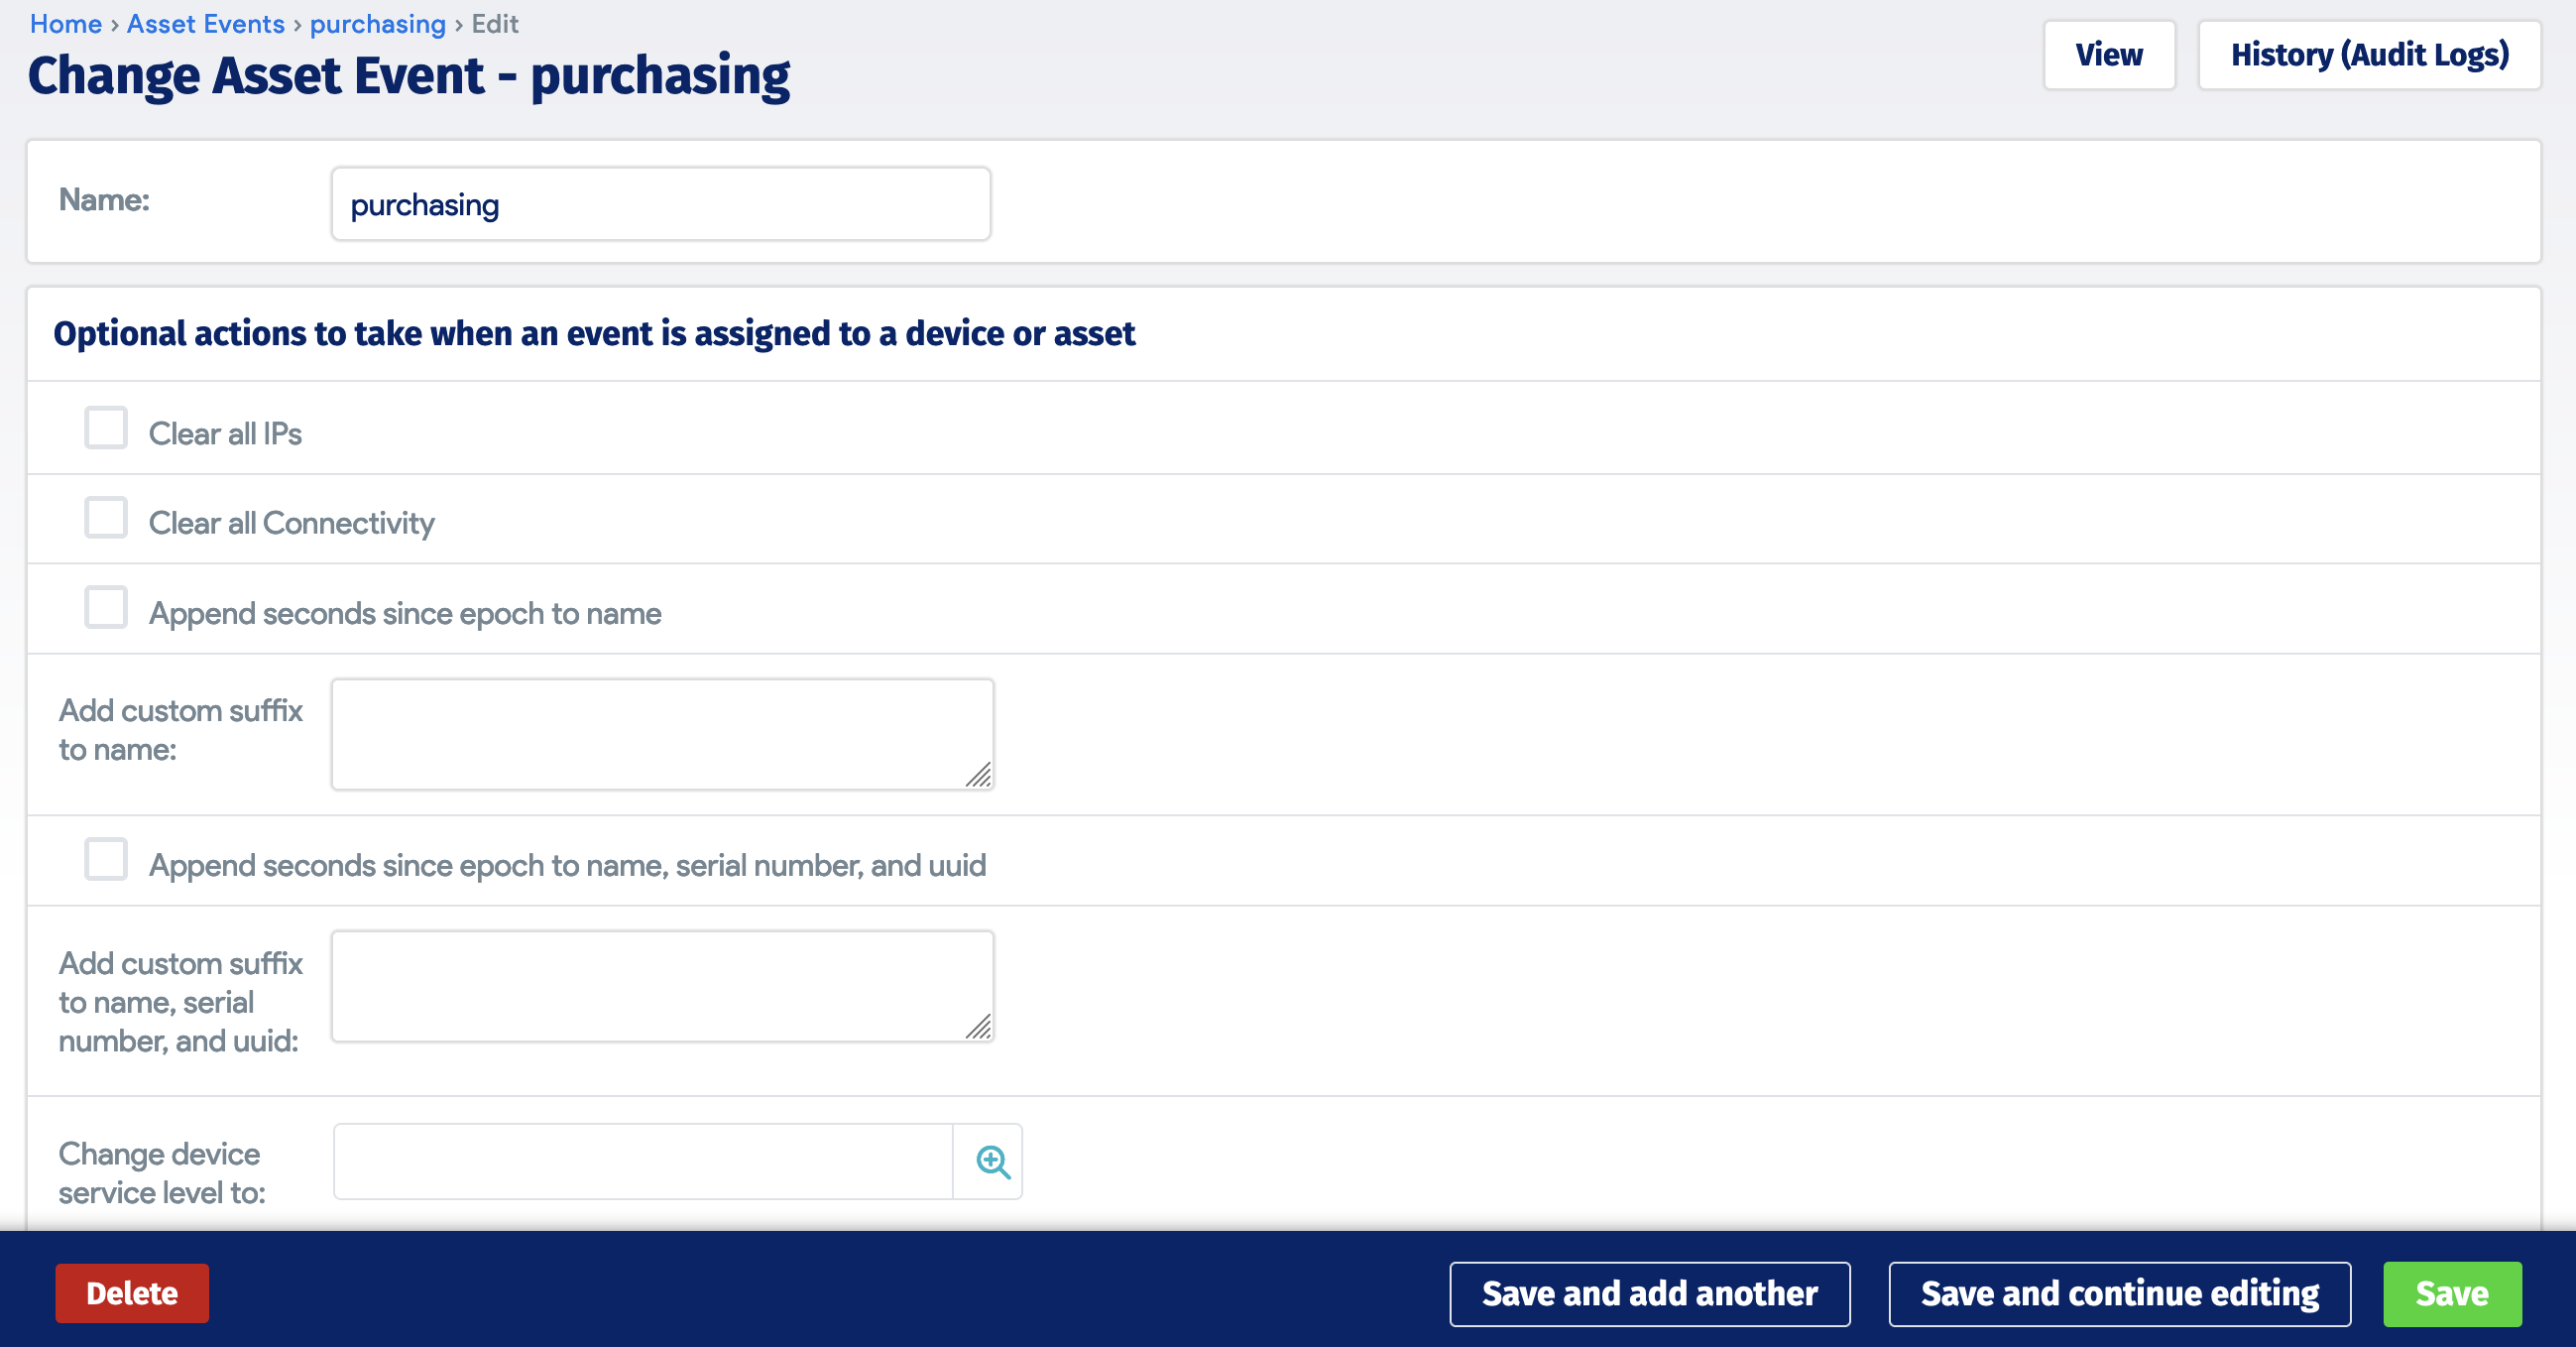 Home › Asset Events › purchasing › Edit
Change Asset Event - purchasing
View
History (Audit Logs)
Name:
purchasing
Optional actions to take when an event is assigned to a device or asset
Clear all IPs
Clear all Connectivity
Append seconds since epoch to name
Add custom suffix
to name:
Append seconds since epoch to name, serial number, and uuid
Add custom suffix
to name, serial
number, and uuid:
Change device
service level to:
Delete
Save and add another
Save and continue editing
Save